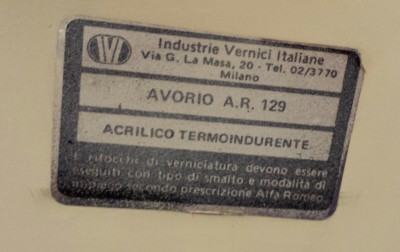 IVI
Industrie Vernici Italiane
Via G. La Masa, 20 - Tel. 02/3770
Milano
AVORIO A.R. 129
ACRILICO TERMOINDURENTE
I ritocchi di verniciatura devono essere
eseguiti con tipo di smalto e modalità di
impiego secondo prescrizione Alfa Romeo